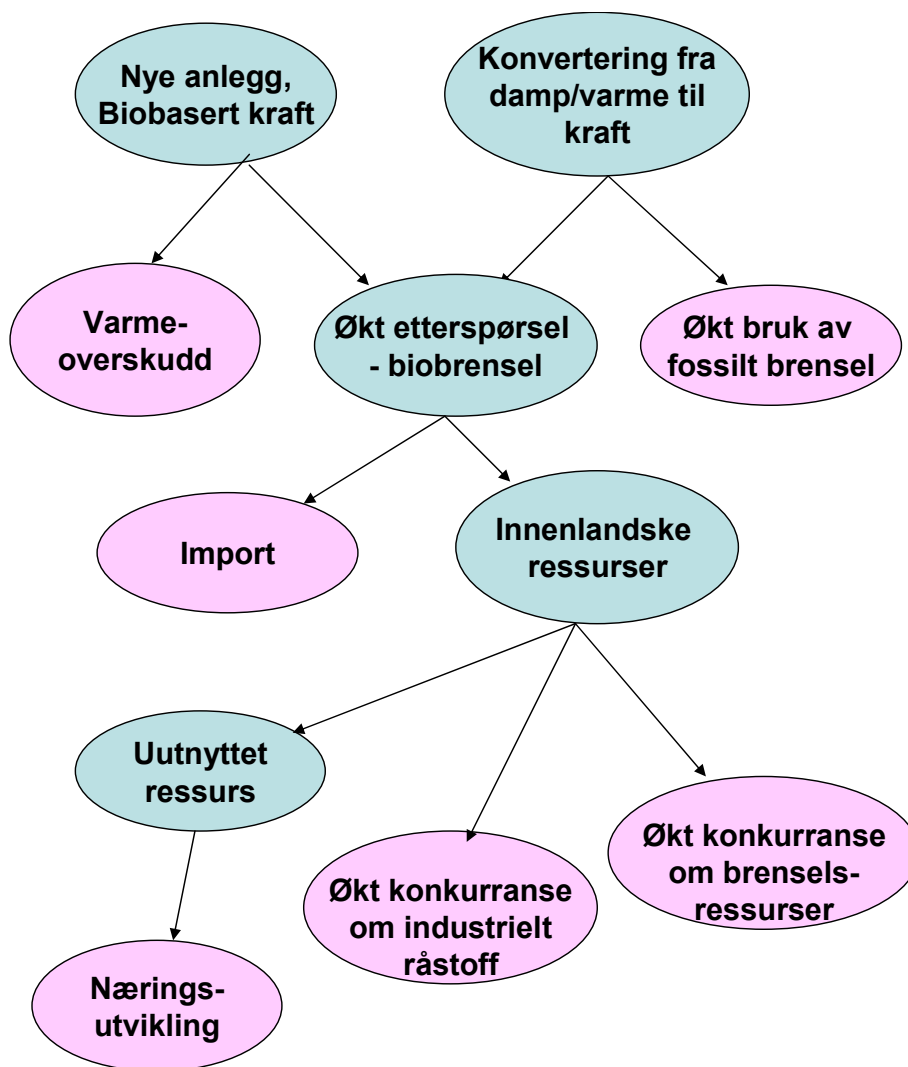 Nye anlegg,
Biobasert kraft
Konvertering fra
damp/varme til
kraft
Varme-
overskudd
Økt etterspørsel
- biobrensel
Økt bruk av
fossilt brensel
Import
Innenlandske
ressurser
Uutnyttet
ressurs
Økt konkurranse
om industrielt
råstoff
Økt konkurranse
om brensels-
ressurser
Nærings-
utvikling